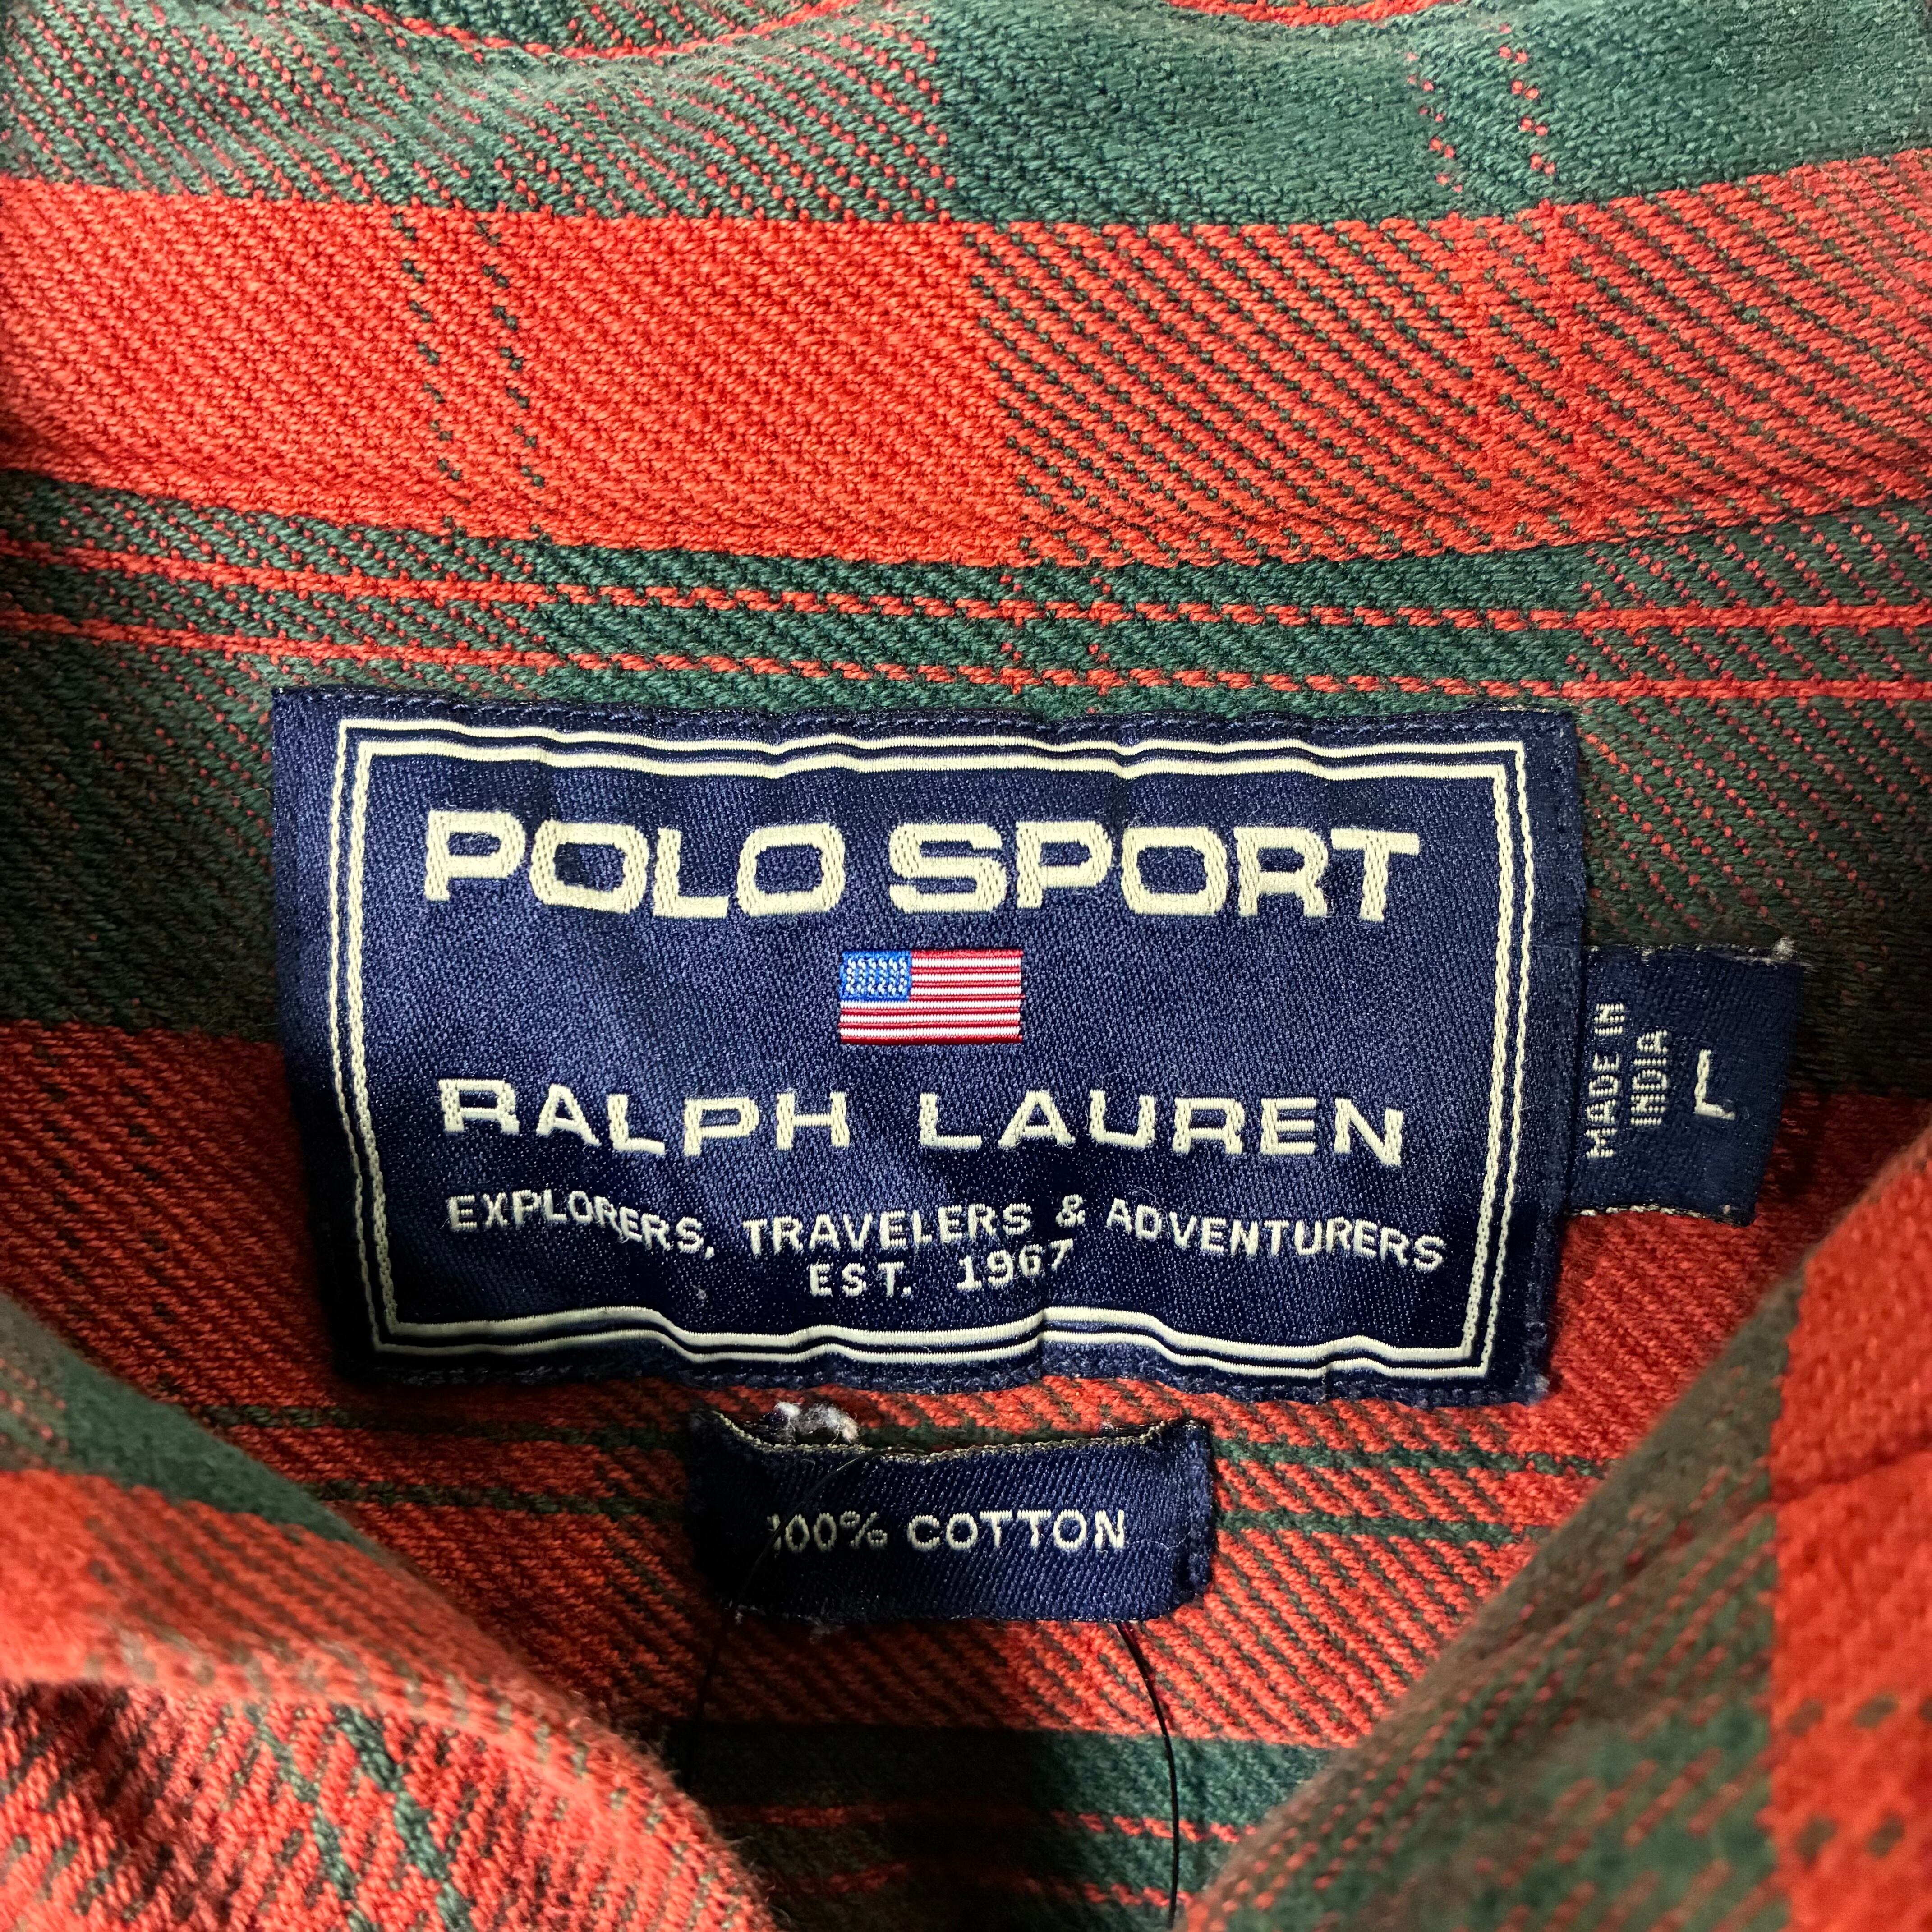 POLO SPORT
RALPH LAUREN
EXPLORERS, TRAVELERS & ADVENTURERS
EST. 1967
MADE IN
INDIA
L
100% COTTON